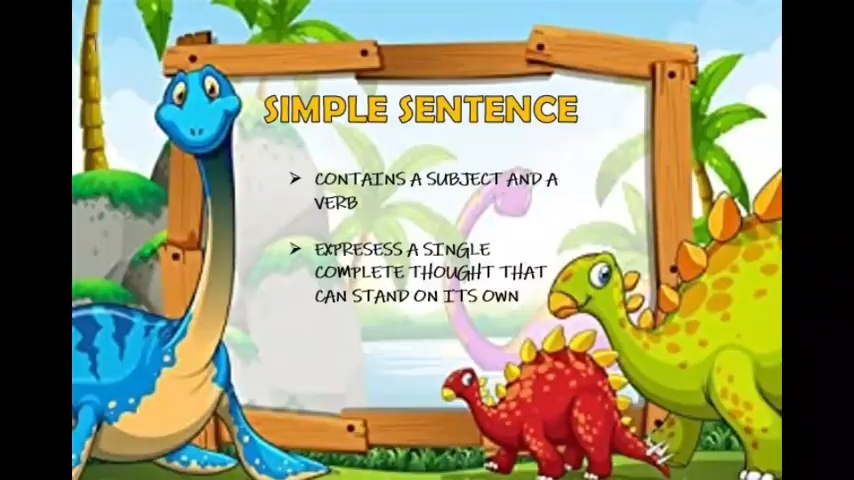 SIMPLE SENTENCE
➢ CONTAINS A SUBJECT AND A
VERB
➢ EXPRESESS A SINGLE
COMPLETE THOUGHT THAT
CAN STAND ON ITS OWN